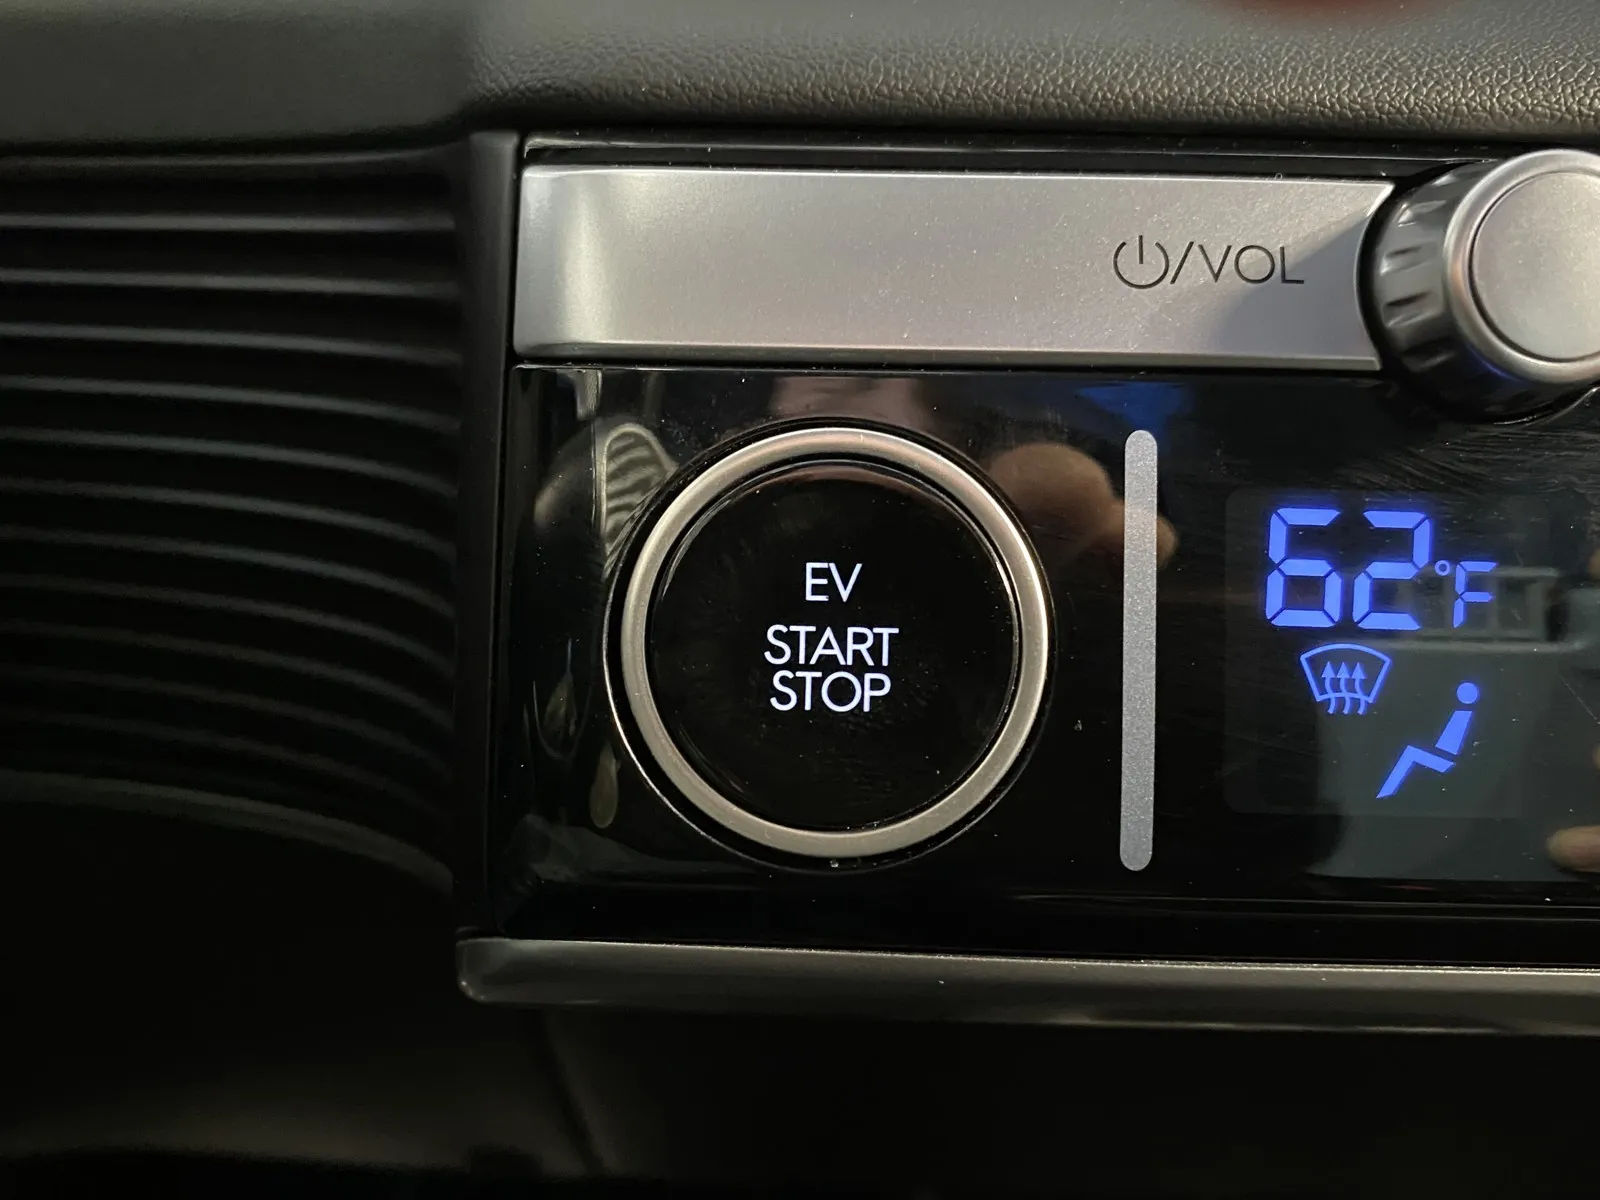 ⏻/VOL
EV
START
STOP
62°F